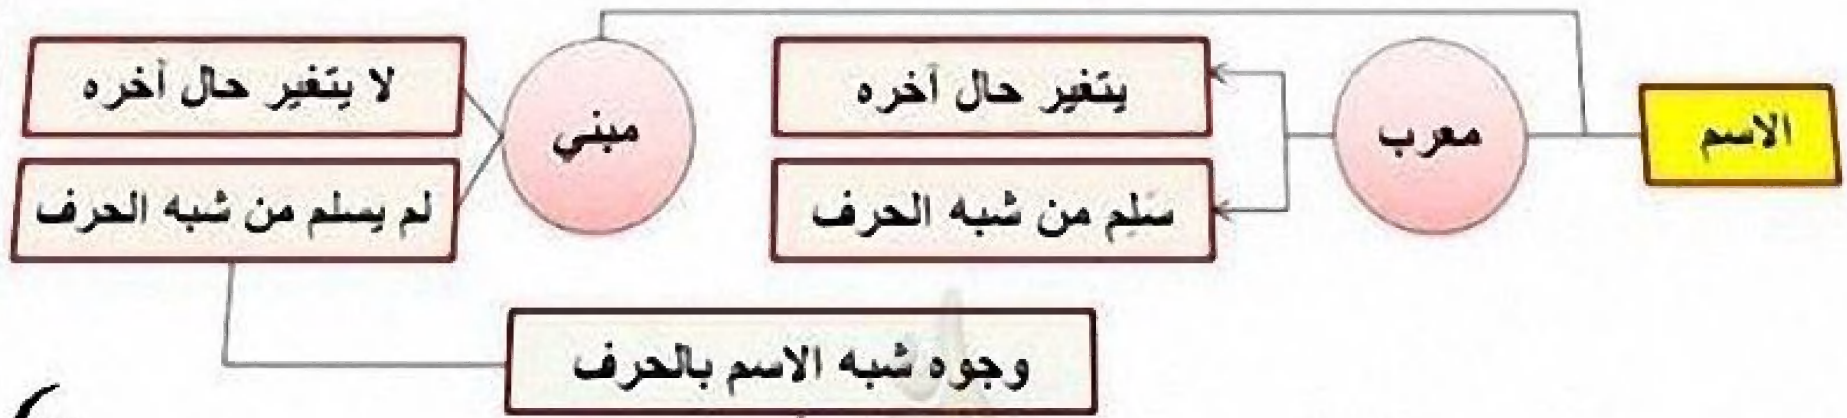 الاسم
معرب
يتغير حال آخره
سَلِم من شبه الحرف
مبني
لا يتغير حال آخره
لم يسلم من شبه الحرف
وجوه شبه الاسم بالحرف